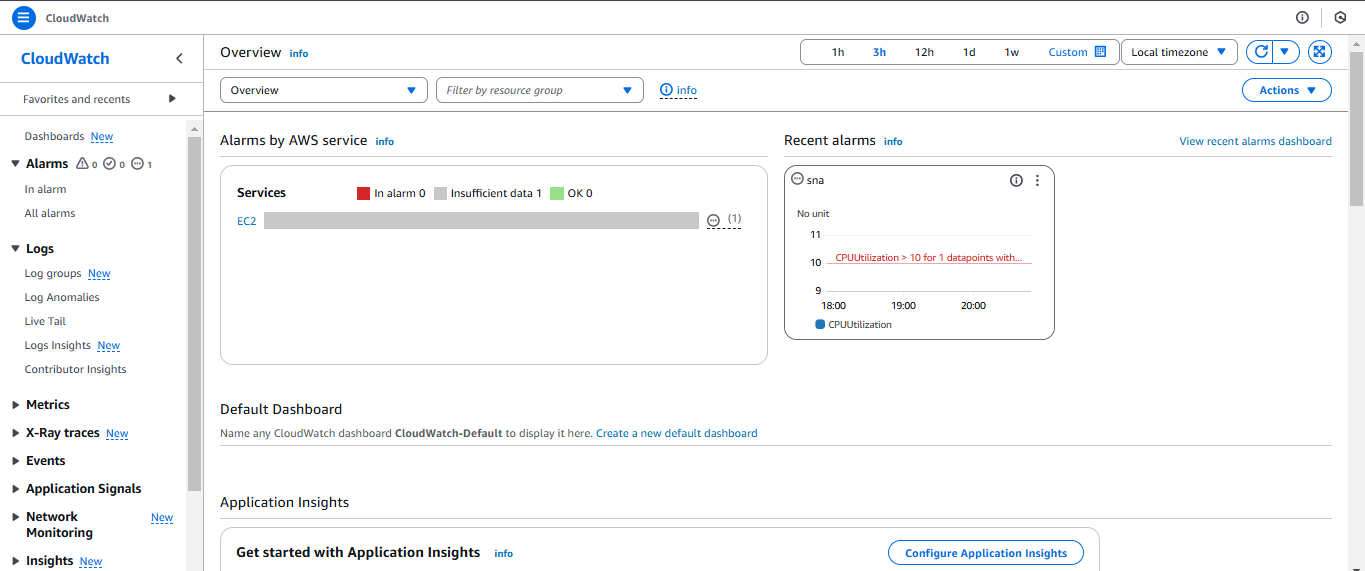 CloudWatch
CloudWatch
Favorites and recents
Dashboards New
Alarms 0 0 1
In alarm
All alarms
Logs
Log groups New
Log Anomalies
Live Tail
Logs Insights New
Contributor Insights
Metrics
X-Ray traces New
Events
Application Signals
Network Monitoring New
Insights New
Overview info
1h 3h 12h 1d 1w Custom Local timezone
Overview Filter by resource group info Actions
Alarms by AWS service info
Services In alarm 0 Insufficient data 1 OK 0
EC2 (1)
Recent alarms info View recent alarms dashboard
sna
No unit
11
CPUUtilization > 10 for 1 datapoints with...
10
9
18:00 19:00 20:00
CPUUtilization
Default Dashboard
Name any CloudWatch dashboard CloudWatch-Default to display it here. Create a new default dashboard
Application Insights
Get started with Application Insights info Configure Application Insights